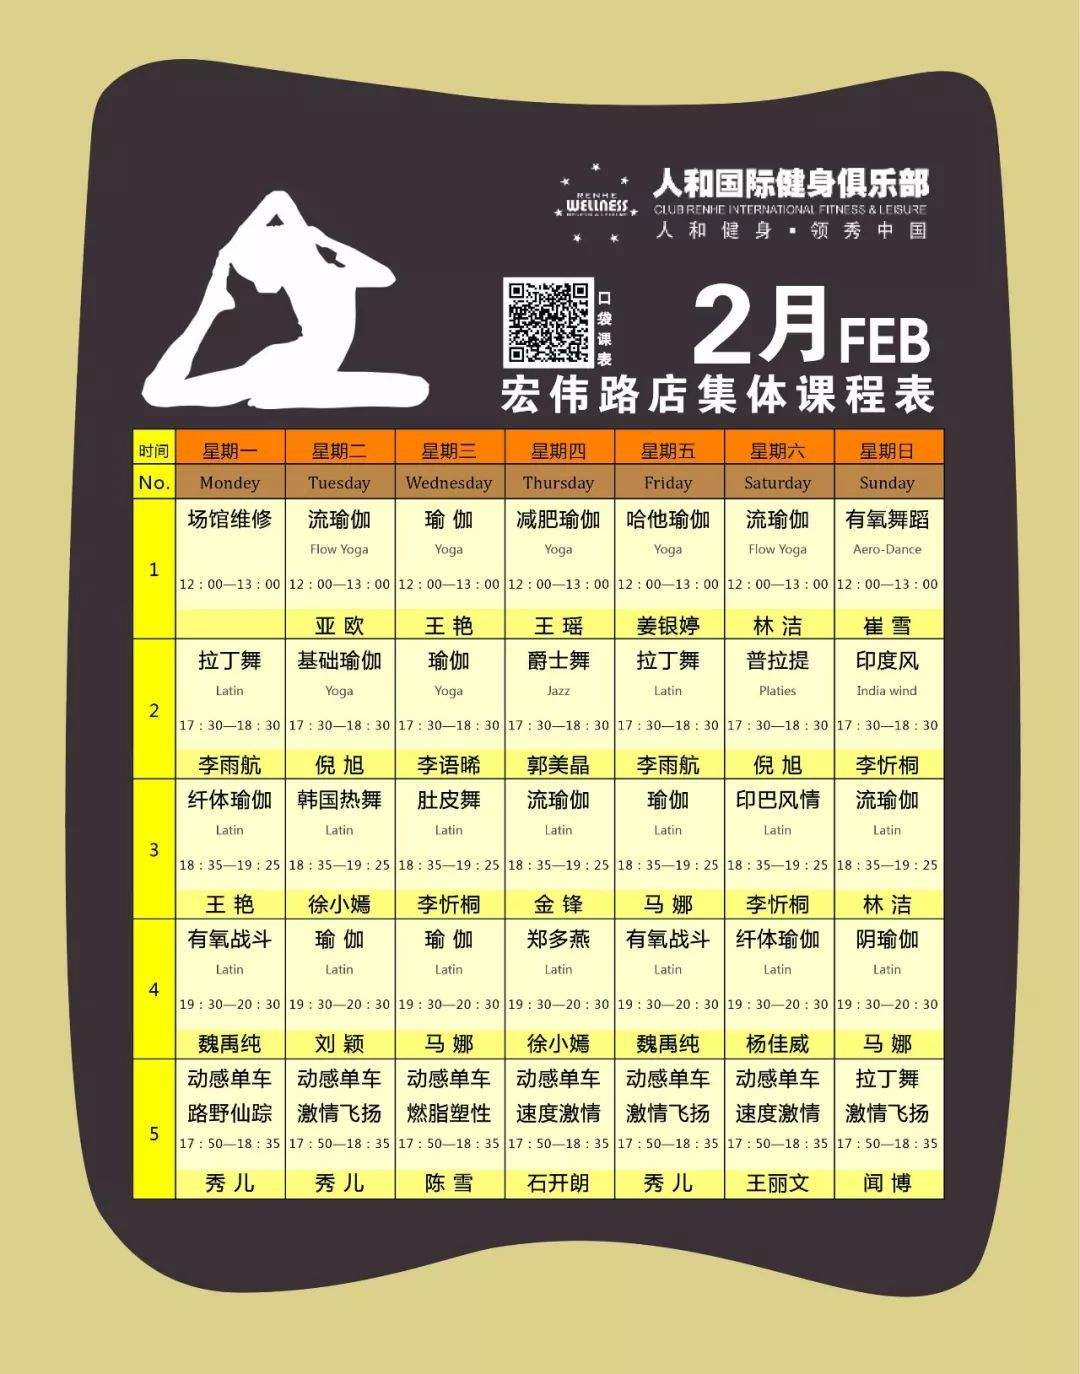 RENHE
WELLNESS
人和国际健身俱乐部
CLUB RENHE INTERNATIONAL FITNESS & LEISURE
人和健身·领秀中国
口袋课表
2月FEB
宏伟路店集体课程表
时间 星期一 星期二 星期三 星期四 星期五 星期六 星期日
No. Mondey Tuesday Wednesday Thursday Friday Saturday Sunday
场馆维修 流瑜伽 瑜 伽 减肥瑜伽 哈他瑜伽 流瑜伽 有氧舞蹈
Flow Yoga Yoga Yoga Yoga Flow Yoga Aero-Dance
1
12：00—13：00 12：00—13：00 12：00—13：00 12：00—13：00 12：00—13：00 12：00—13：00 12：00—13：00
亚 欧 王 艳 王 瑶 姜银婷 林 洁 崔 雪
拉丁舞 基础瑜伽 瑜伽 爵士舞 拉丁舞 普拉提 印度风
Latin Yoga Yoga Jazz Latin Platies India wind
2
17：30—18：30 17：30—18：30 17：30—18：30 17：30—18：30 17：30—18：30 17：30—18：30 17：30—18：30
李雨航 倪 旭 李语晞 郭美晶 李雨航 倪 旭 李忻桐
纤体瑜伽 韩国热舞 肚皮舞 流瑜伽 瑜伽 印巴风情 流瑜伽
Latin Latin Latin Latin Latin Latin Latin
3
18：35—19：25 18：35—19：25 18：35—19：25 18：35—19：25 18：35—19：25 18：35—19：25 18：35—19：25
王 艳 徐小嫣 李忻桐 金 锋 马 娜 李忻桐 林 洁
有氧战斗 瑜 伽 瑜 伽 郑多燕 有氧战斗 纤体瑜伽 阴瑜伽
Latin Latin Latin Latin Latin Latin Latin
4
19：30—20：30 19：30—20：30 19：30—20：30 19：30—20：30 19：30—20：30 19：30—20：30 19：30—20：30
魏禹纯 刘 颖 马 娜 徐小嫣 魏禹纯 杨佳威 马 娜
动感单车 动感单车 动感单车 动感单车 动感单车 动感单车 拉丁舞
路野仙踪 激情飞扬 燃脂塑性 速度激情 激情飞扬 速度激情 激情飞扬
5
17：50—18：35 17：50—18：35 17：50—18：35 17：50—18：35 17：50—18：35 17：50—18：35 17：50—18：35
秀 儿 秀 儿 陈 雪 石开朗 秀 儿 王丽文 闻 博